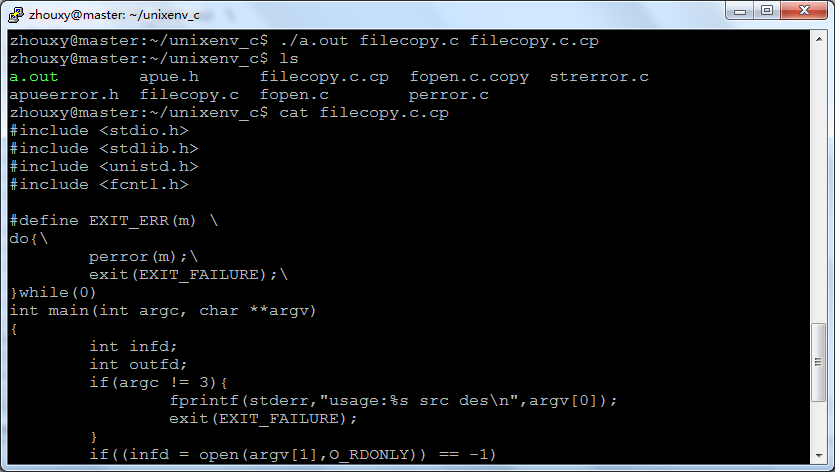 zhouxy@master: ~/unixenv_c
zhouxy@master:~/unixenv_c$ ./a.out filecopy.c filecopy.c.cp
zhouxy@master:~/unixenv_c$ ls
a.out        apue.h      filecopy.c.cp  fopen.c.copy  strerror.c
apueerror.h  filecopy.c  fopen.c        perror.c
zhouxy@master:~/unixenv_c$ cat filecopy.c.cp
#include <stdio.h>
#include <stdlib.h>
#include <unistd.h>
#include <fcntl.h>

#define EXIT_ERR(m) \
do{\
        perror(m);\
        exit(EXIT_FAILURE);\
}while(0)
int main(int argc, char **argv)
{
        int infd;
        int outfd;
        if(argc != 3){
                fprintf(stderr,"usage:%s src des\n",argv[0]);
                exit(EXIT_FAILURE);
        }
        if((infd = open(argv[1],O_RDONLY)) == -1)